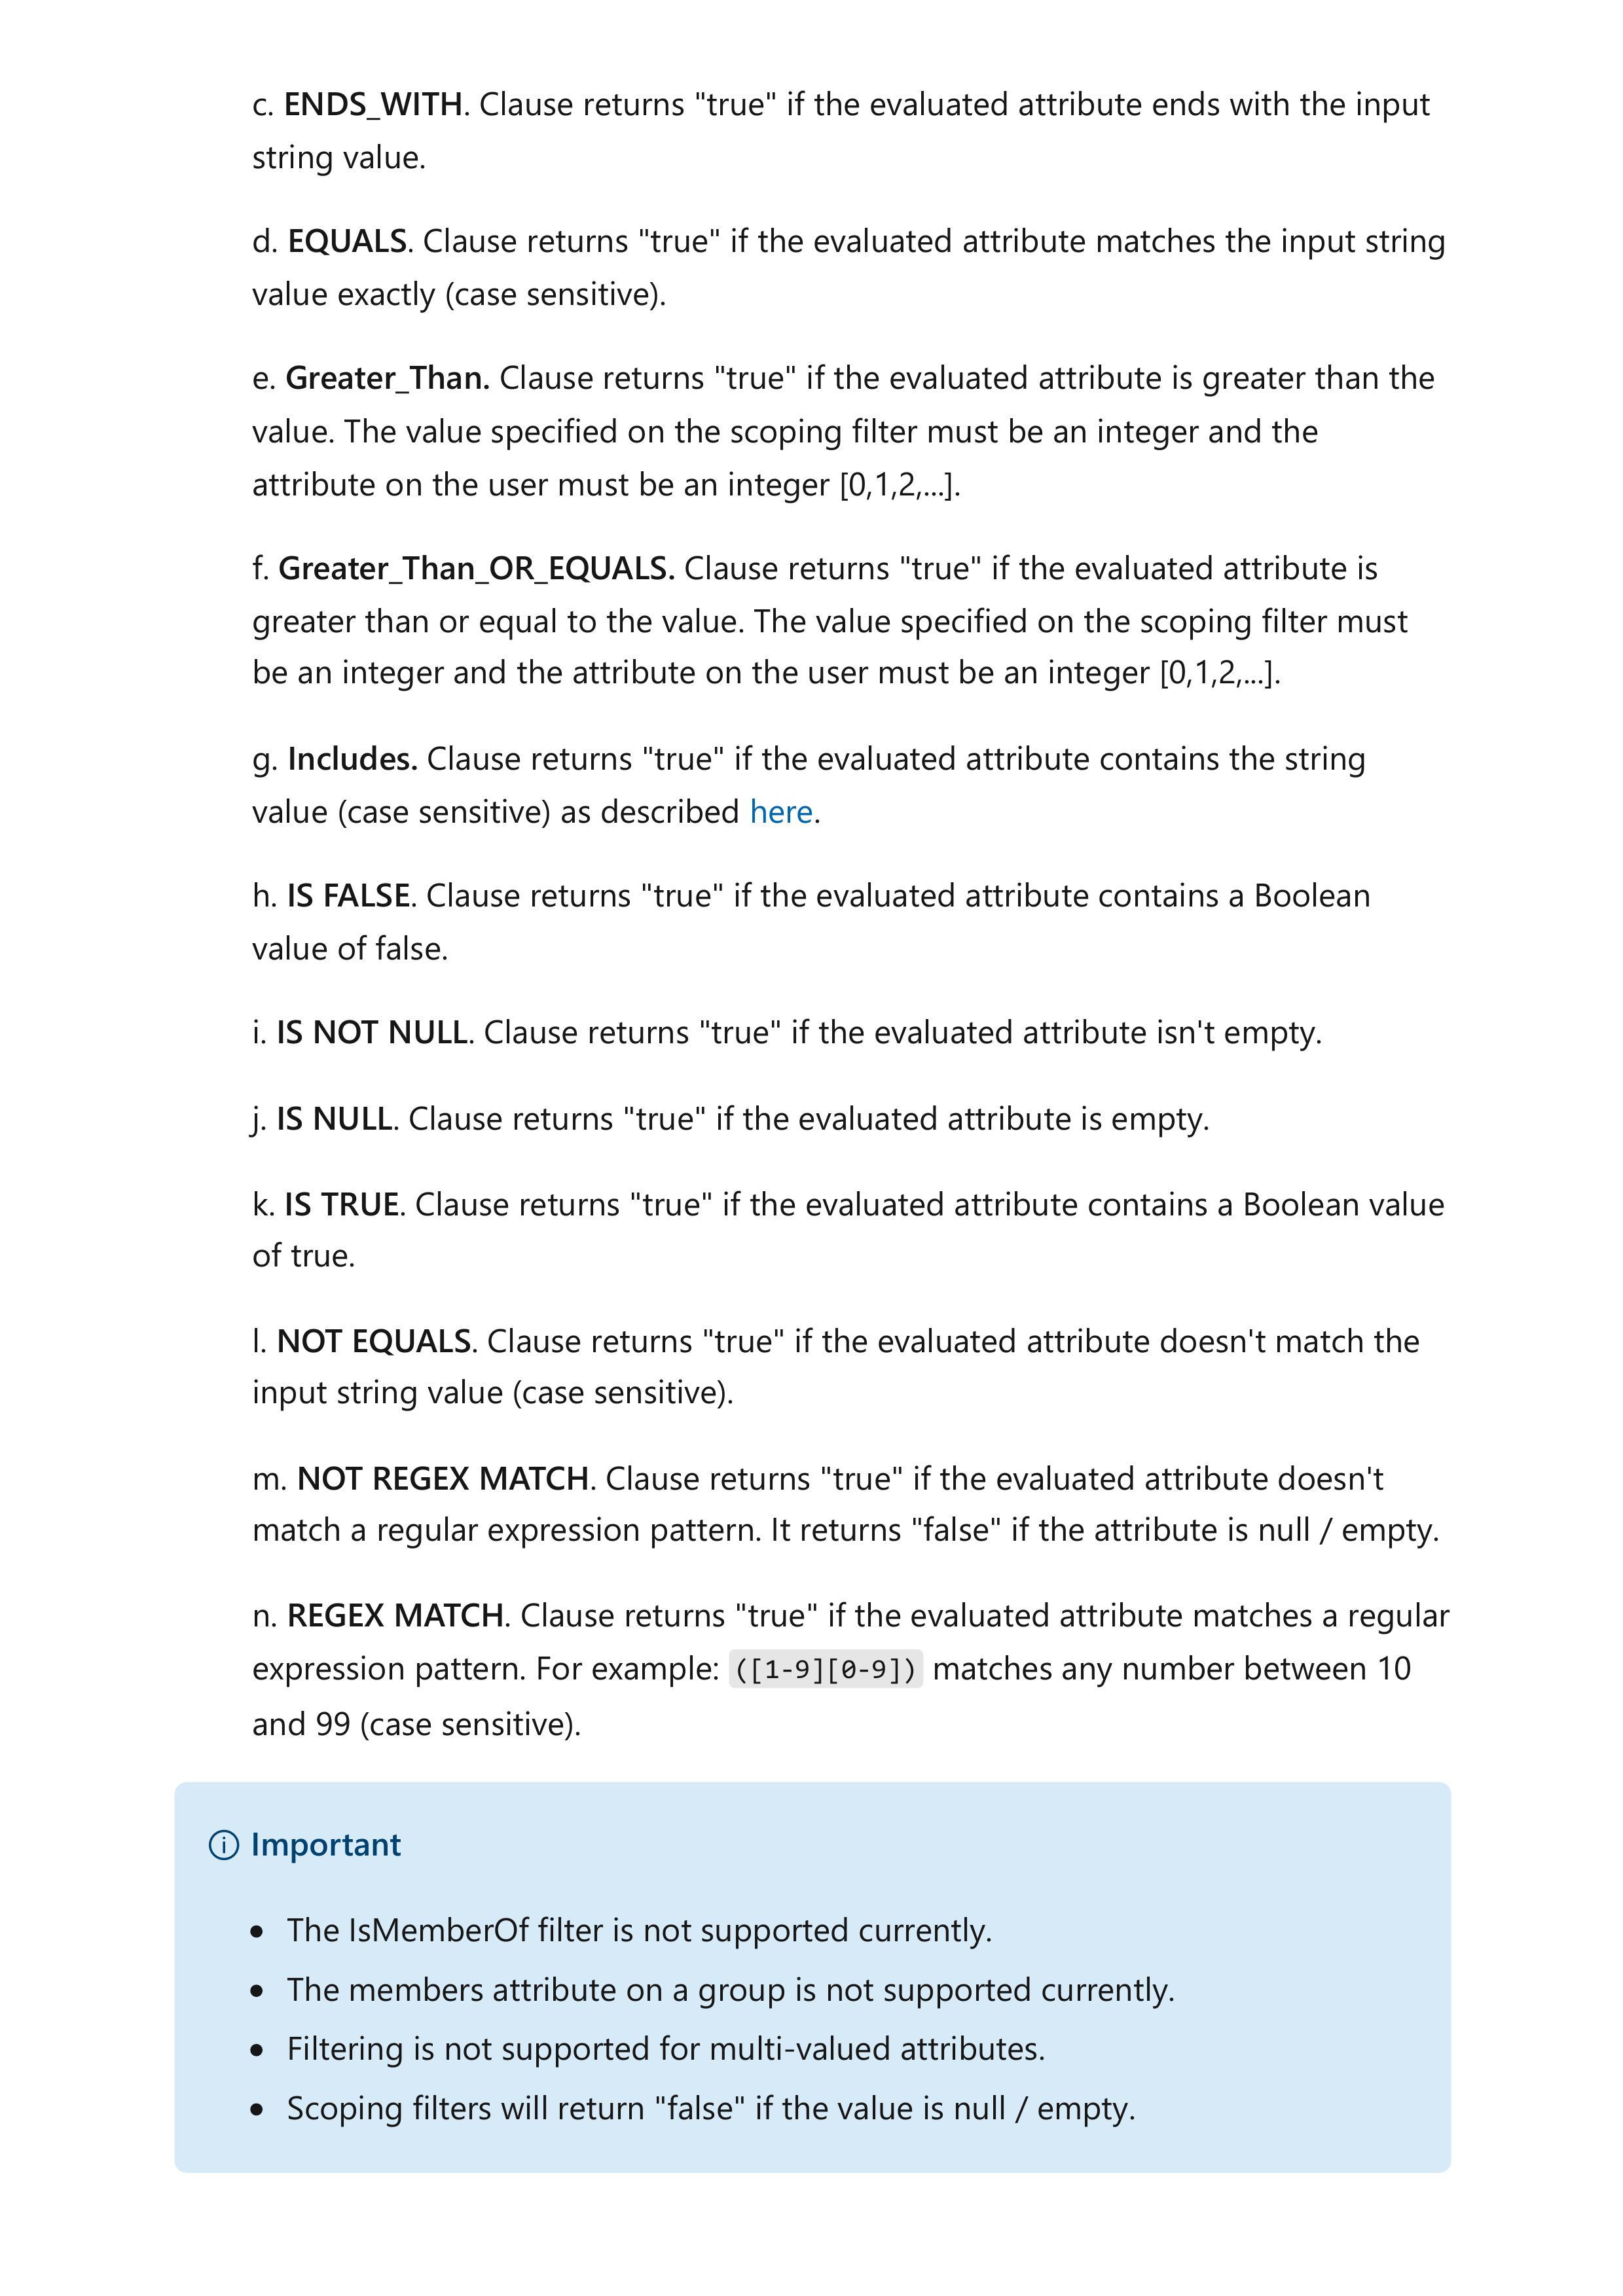 c. ENDS_WITH. Clause returns "true" if the evaluated attribute ends with the input
string value.
d. EQUALS. Clause returns "true" if the evaluated attribute matches the input string
value exactly (case sensitive).
e. Greater_Than. Clause returns "true" if the evaluated attribute is greater than the
value. The value specified on the scoping filter must be an integer and the
attribute on the user must be an integer [0,1,2,...].
f. Greater_Than_OR_EQUALS. Clause returns "true" if the evaluated attribute is
greater than or equal to the value. The value specified on the scoping filter must
be an integer and the attribute on the user must be an integer [0,1,2,...].
g. Includes. Clause returns "true" if the evaluated attribute contains the string
value (case sensitive) as described here.
h. IS FALSE. Clause returns "true" if the evaluated attribute contains a Boolean
value of false.
i. IS NOT NULL. Clause returns "true" if the evaluated attribute isn't empty.
j. IS NULL. Clause returns "true" if the evaluated attribute is empty.
k. IS TRUE. Clause returns "true" if the evaluated attribute contains a Boolean value
of true.
l. NOT EQUALS. Clause returns "true" if the evaluated attribute doesn't match the
input string value (case sensitive).
m. NOT REGEX MATCH. Clause returns "true" if the evaluated attribute doesn't
match a regular expression pattern. It returns "false" if the attribute is null / empty.
n. REGEX MATCH. Clause returns "true" if the evaluated attribute matches a regular
expression pattern. For example: ([1-9][0-9]) matches any number between 10
and 99 (case sensitive).
Important
• The IsMemberOf filter is not supported currently.
• The members attribute on a group is not supported currently.
• Filtering is not supported for multi-valued attributes.
• Scoping filters will return "false" if the value is null / empty.